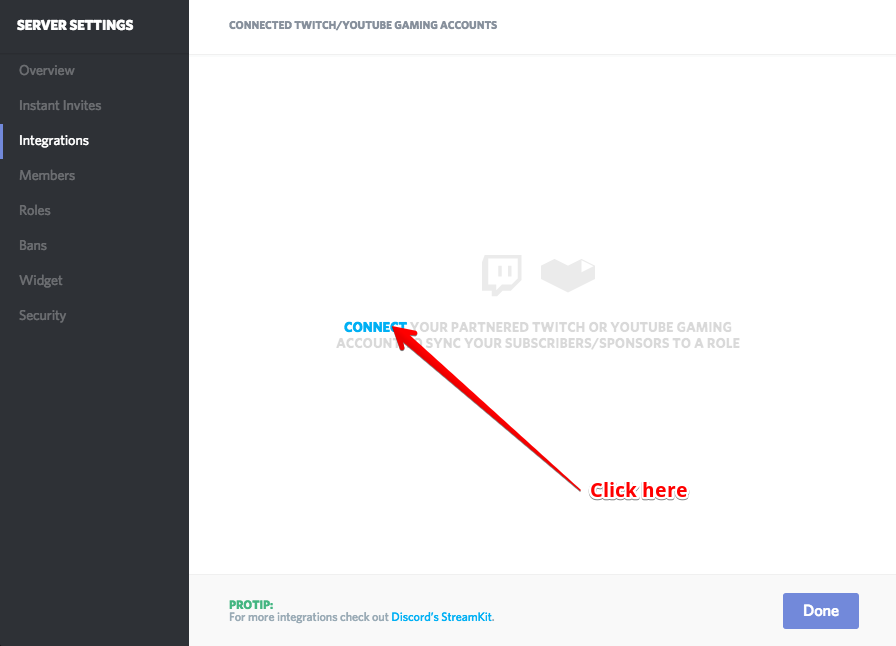 SERVER SETTINGS
Overview
Instant Invites
Integrations
Members
Roles
Bans
Widget
Security
CONNECTED TWITCH/YOUTUBE GAMING ACCOUNTS
CONNECT YOUR PARTNERED TWITCH OR YOUTUBE GAMING
ACCOUNT TO SYNC YOUR SUBSCRIBERS/SPONSORS TO A ROLE
Click here
PROTIP:
For more integrations check out Discord's StreamKit.
Done